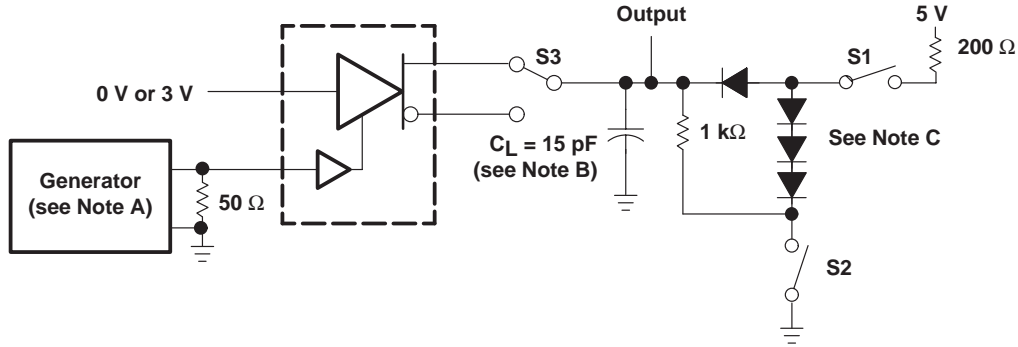 Output
5 V
S3
S1
200 Ω
0 V or 3 V
1 kΩ
See Note C
CL = 15 pF
(see Note B)
Generator
(see Note A)
50 Ω
S2